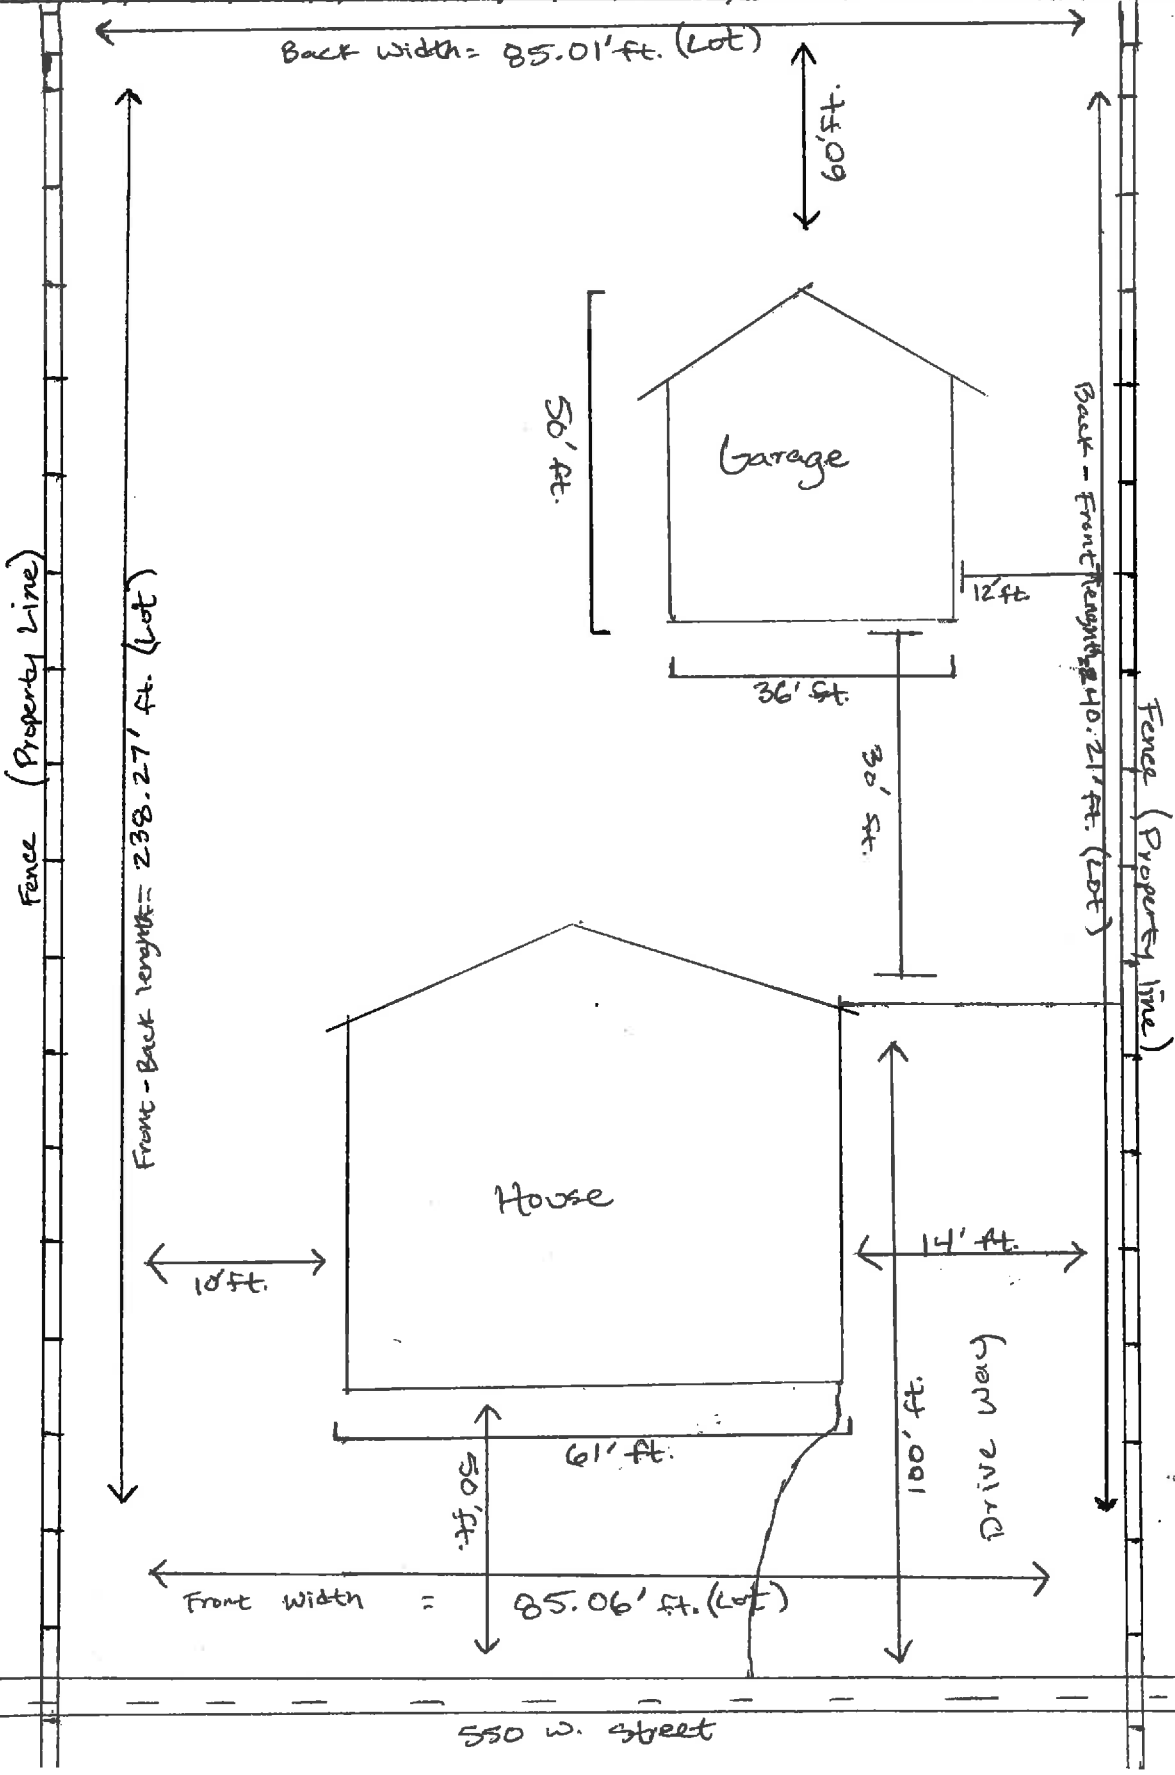 Back Width= 85.01' ft. (Lot)
60'ft.
50' ft.
Garage
12'ft.
36' ft.
30' ft.
Back - Front lenght= 240.21' ft. (Lot)
Fence (Property Line)
Front - Back lenght= 238.27' ft. (Lot)
Fence (Property line)
House
10'ft.
14' ft.
61' ft.
50' ft.
100' ft.
Drive Way
Front Width = 85.06' ft. (Lot)
550 W. Street